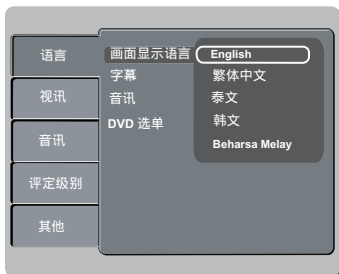 语言
视讯
音讯
评定级别
其他
画面显示语言
字幕
音讯
DVD 选单
English
繁体中文
泰文
韩文
Beharsa Melay